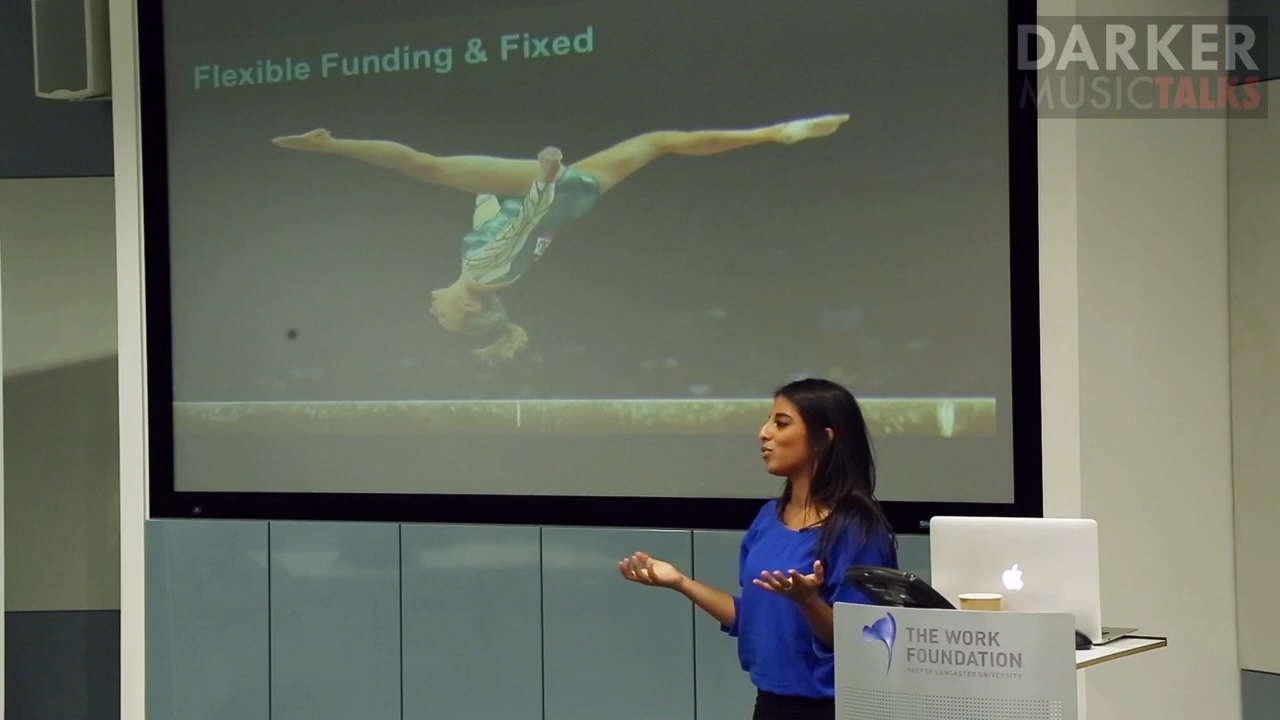 Flexible Funding & Fixed
DARKER
MUSICTALKS
THE WORK
FOUNDATION
PART OF LANCASTER UNIVERSITY